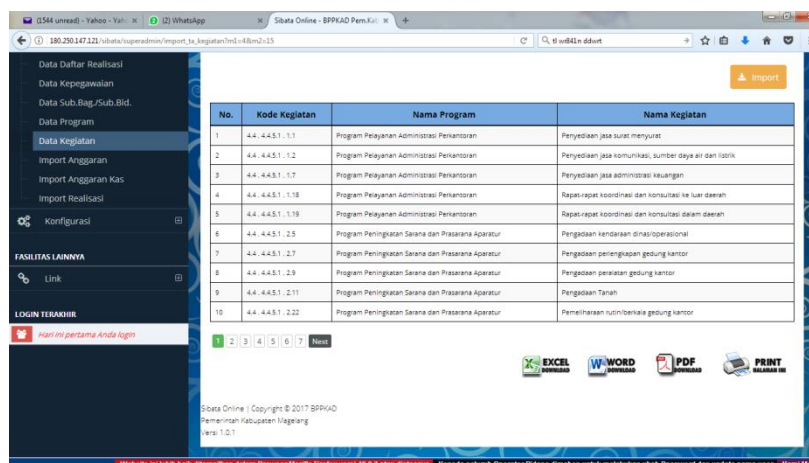 (1544 unread) - Yahoo - Yaho
(2) WhatsApp
Sibata Online - BPPKAD Pem.Kab
180.250.147.121/sibata/superadmin/import_ta_kegiatan?m1=4&m2=15
Data Daftar Realisasi
Data Kepegawaian
Data Sub.Bag./Sub.Bid.
Data Program
Data Kegiatan
Import Anggaran
Import Anggaran Kas
Import Realisasi
Konfigurasi
FASILITAS LAINNYA
Link
LOGIN TERAKHIR
Hari ini pertama Anda login
Import
No. Kode Kegiatan Nama Program Nama Kegiatan
1 4.4 . 4.4.5.1 . 1.1 Program Pelayanan Administrasi Perkantoran Penyediaan jasa surat menyurat
2 4.4 . 4.4.5.1 . 1.2 Program Pelayanan Administrasi Perkantoran Penyediaan jasa komunikasi, sumber daya air dan listrik
3 4.4 . 4.4.5.1 . 1.7 Program Pelayanan Administrasi Perkantoran Penyediaan jasa administrasi keuangan
4 4.4 . 4.4.5.1 . 1.18 Program Pelayanan Administrasi Perkantoran Rapat-rapat koordinasi dan konsultasi ke luar daerah
5 4.4 . 4.4.5.1 . 1.19 Program Pelayanan Administrasi Perkantoran Rapat-rapat koordinasi dan konsultasi dalam daerah
6 4.4 . 4.4.5.1 . 2.5 Program Peningkatan Sarana dan Prasarana Aparatur Pengadaan kendaraan dinas/operasional
7 4.4 . 4.4.5.1 . 2.7 Program Peningkatan Sarana dan Prasarana Aparatur Pengadaan perlengkapan gedung kantor
8 4.4 . 4.4.5.1 . 2.9 Program Peningkatan Sarana dan Prasarana Aparatur Pengadaan peralatan gedung kantor
9 4.4 . 4.4.5.1 . 2.11 Program Peningkatan Sarana dan Prasarana Aparatur Pengadaan Tanah
10 4.4 . 4.4.5.1 . 2.22 Program Peningkatan Sarana dan Prasarana Aparatur Pemeliharaan rutin/berkala gedung kantor
1 2 3 4 5 6 7 Next
EXCEL DOWNLOAD
WORD DOWNLOAD
PDF DOWNLOAD
PRINT HALAMAN INI
Sibata Online | Copyright © 2017 BPPKAD
Pemerintah Kabupaten Magelang
Versi 1.0.1